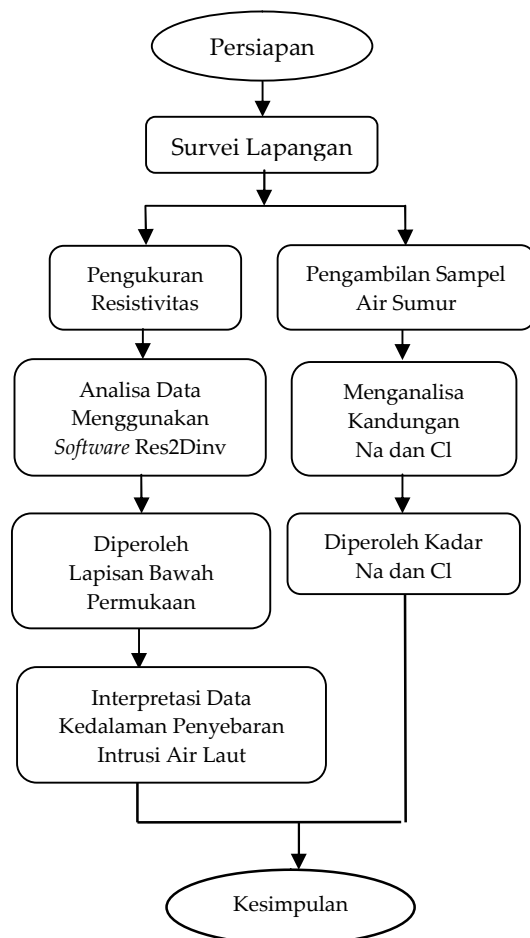 Persiapan
Survei Lapangan
Pengukuran
Resistivitas
Pengambilan Sampel
Air Sumur
Analisa Data
Menggunakan
Software Res2Dinv
Menganalisa
Kandungan
Na dan Cl
Diperoleh
Lapisan Bawah
Permukaan
Diperoleh Kadar
Na dan Cl
Interpretasi Data
Kedalaman Penyebaran
Intrusi Air Laut
Kesimpulan